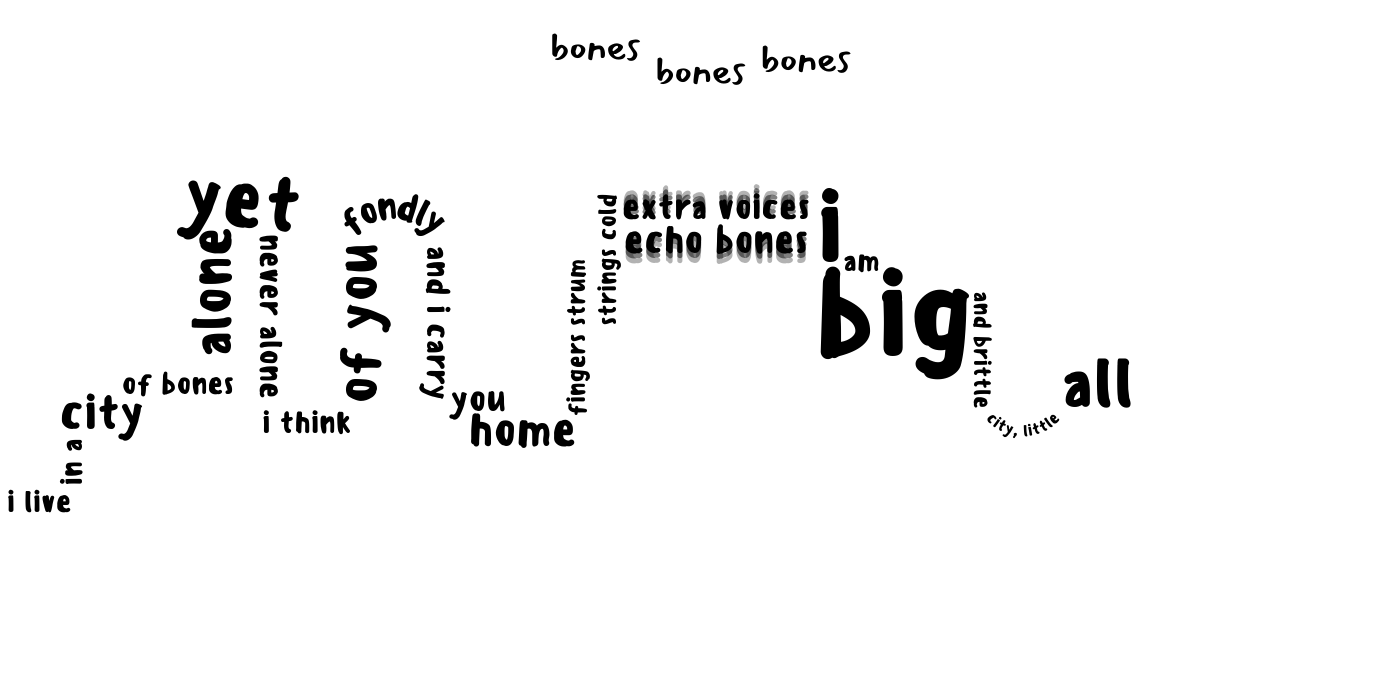 bones
bones
bones
i live
in a
city
of bones
alone
yet
never alone
i think
of you
fondly
and i carry
you
home
fingers strum
strings cold
extra voices
echo bones
i
am
big
and brittle
city, little
all